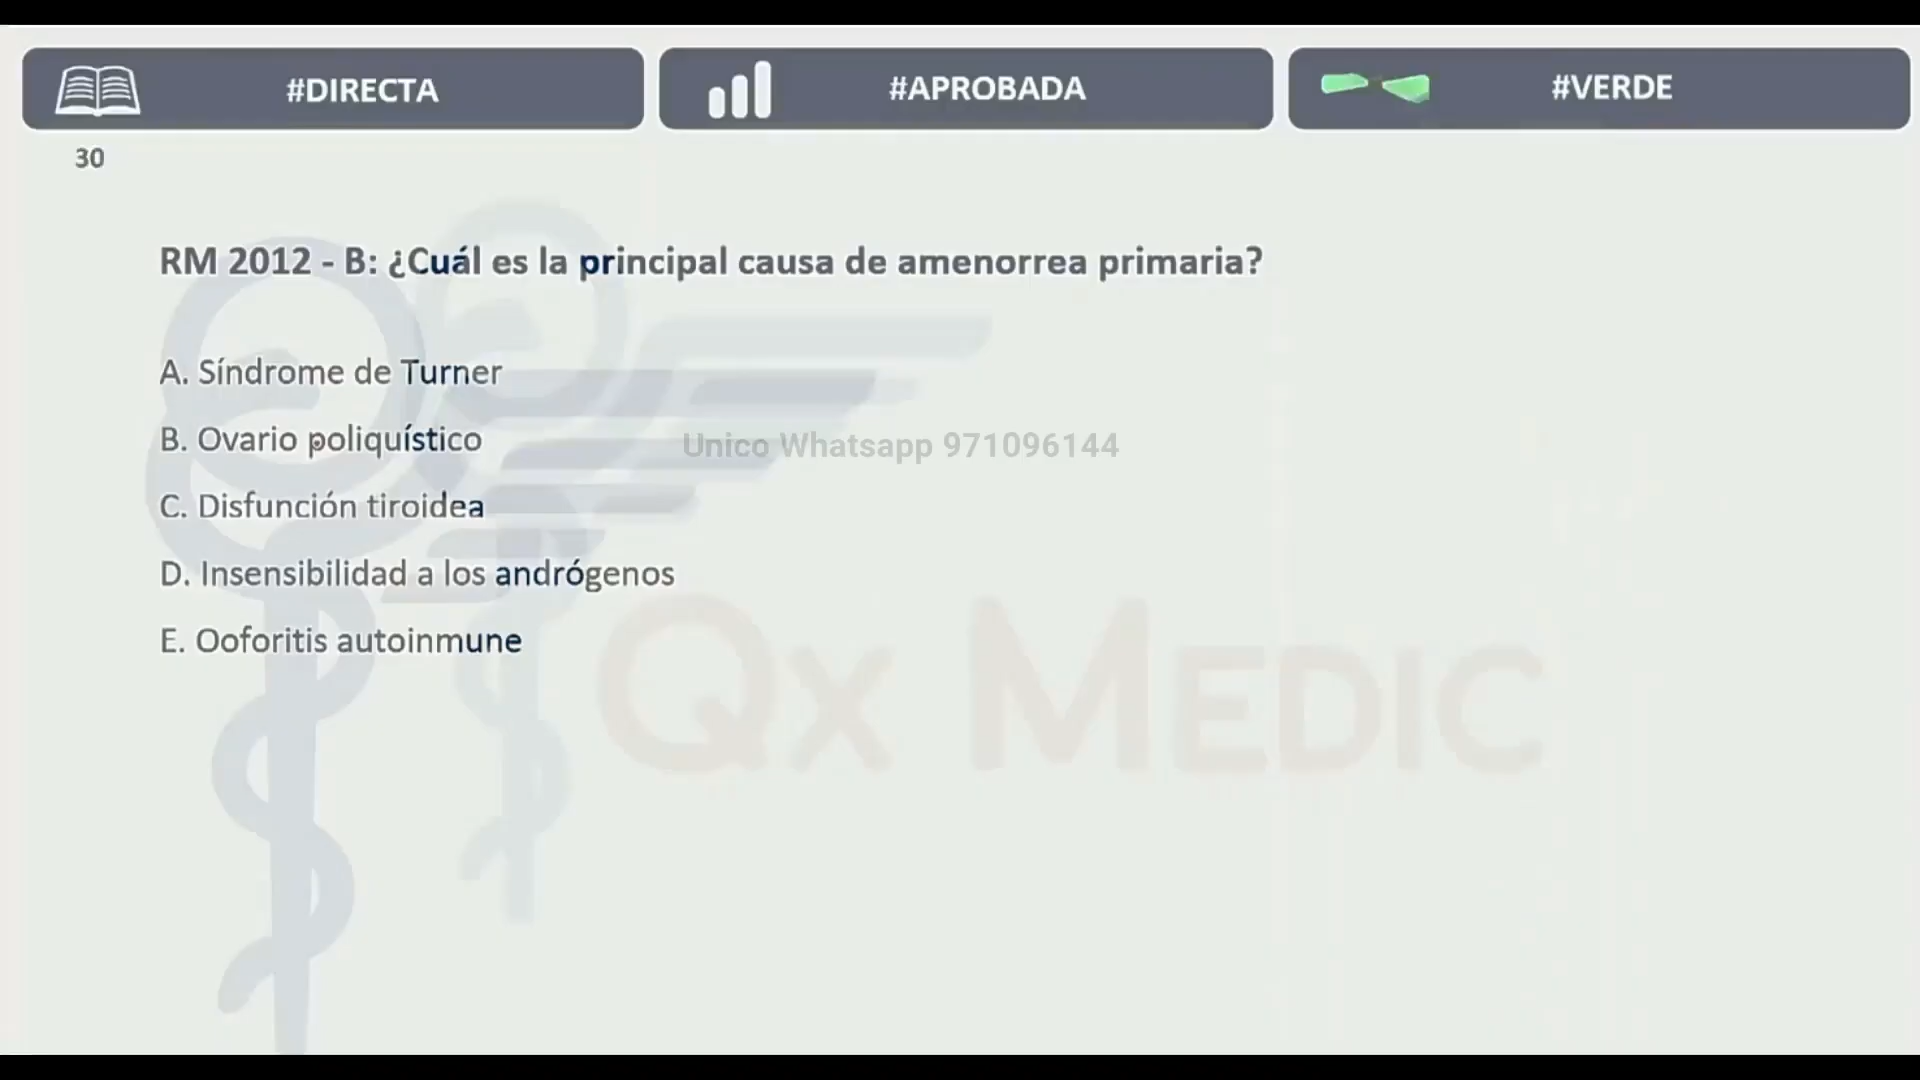 #DIRECTA
#APROBADA
#VERDE
30
RM 2012 - B: ¿Cuál es la principal causa de amenorrea primaria?
A. Síndrome de Turner
B. Ovario poliquístico
Unico Whatsapp 971096144
C. Disfunción tiroidea
D. Insensibilidad a los andrógenos
E. Ooforitis autoinmune
QX MEDIC